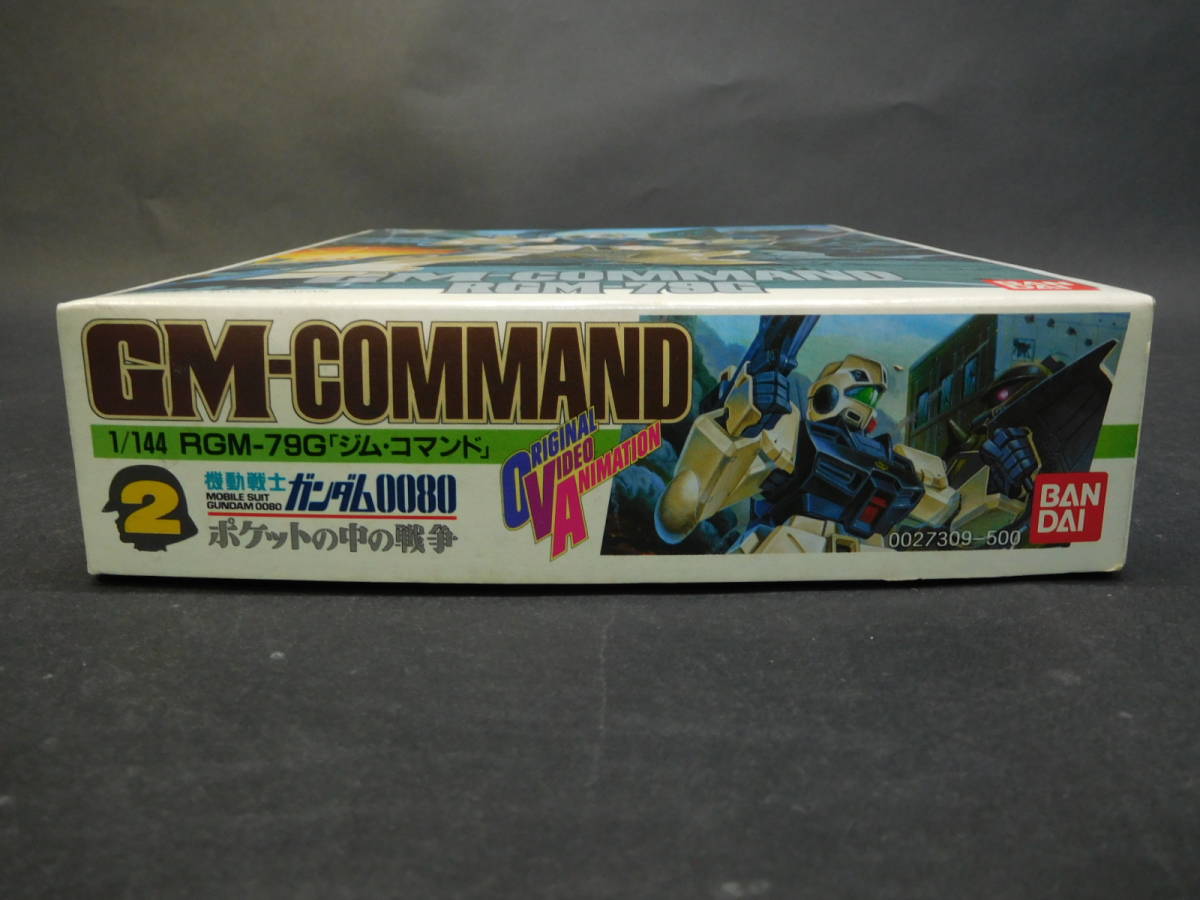 GM-COMMAND
RGM-79G
BAN
DAI
GM-COMMAND
1/144 RGM-79G「ジム・コマンド」
ORIGINAL
VIDEO
ANIMATION
2
機動戦士
MOBILE SUIT
GUNDAM 0080
ガンダム0080
ポケットの中の戦争
0027309-500
BAN
DAI